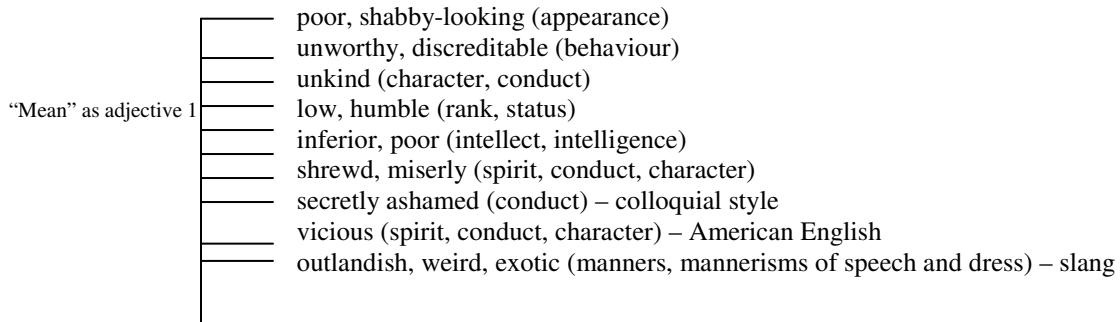 poor, shabby-looking (appearance)
unworthy, discreditable (behaviour)
unkind (character, conduct)
“Mean” as adjective 1
low, humble (rank, status)
inferior, poor (intellect, intelligence)
shrewd, miserly (spirit, conduct, character)
secretly ashamed (conduct) – colloquial style
vicious (spirit, conduct, character) – American English
outlandish, weird, exotic (manners, mannerisms of speech and dress) – slang